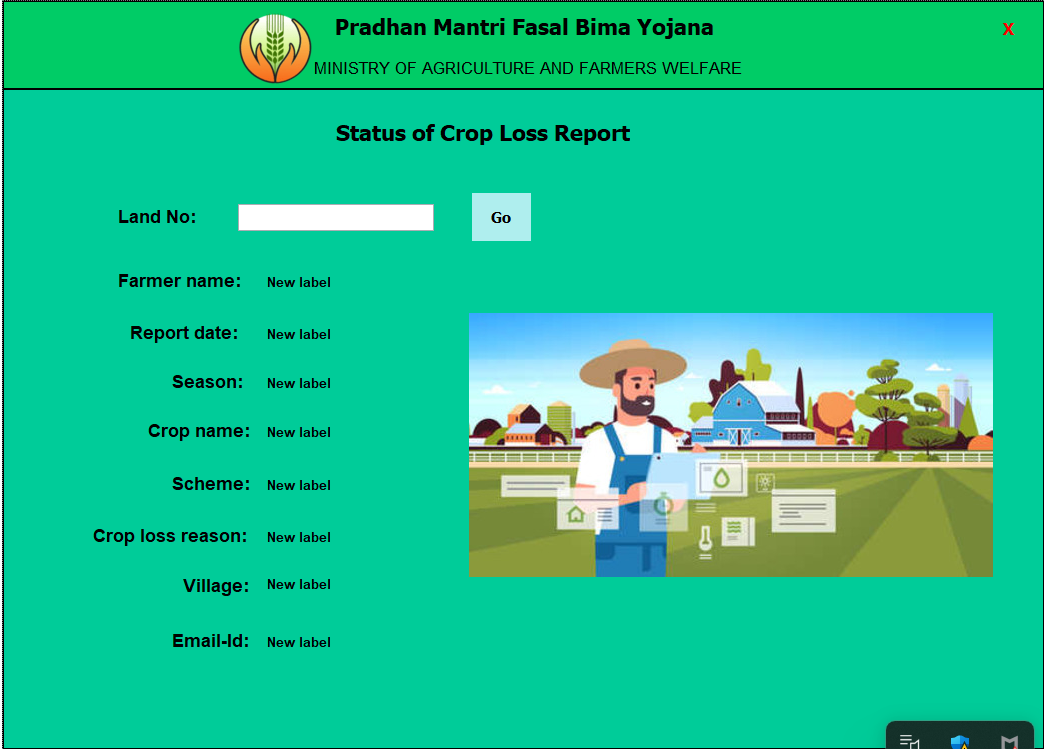 Pradhan Mantri Fasal Bima Yojana
X
MINISTRY OF AGRICULTURE AND FARMERS WELFARE
Status of Crop Loss Report
Land No:
Go
Farmer name: New label
Report date: New label
Season: New label
Crop name: New label
Scheme: New label
Crop loss reason: New label
Village: New label
Email-Id: New label